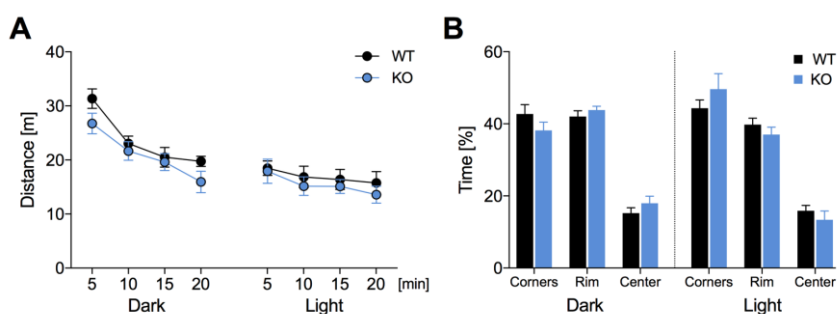 A
40
30
20
10
0
Distance [m]
WT
KO
5 10 15 20 5 10 15 20 [min]
Dark Light
B
60
40
20
0
Time [%]
WT
KO
Corners Rim Center Corners Rim Center
Dark Light